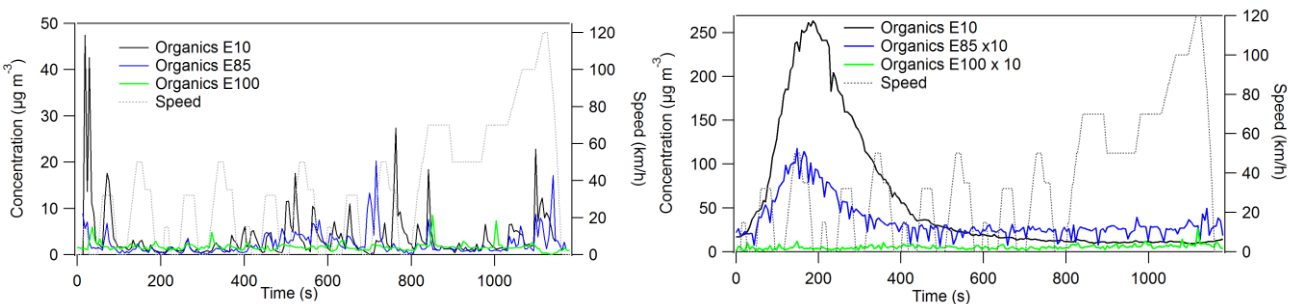 50
40
30
20
10
0
Concentration (µg m⁻³)
Organics E10
Organics E85
Organics E100
Speed
120
100
80
60
40
20
0
Speed (km/h)
0 200 400 600 800 1000
Time (s)
250
200
150
100
50
0
Concentration (µg m⁻³)
Organics E10
Organics E85 x10
Organics E100 x 10
Speed
120
100
80
60
40
20
0
Speed (km/h)
0 200 400 600 800 1000
Time (s)